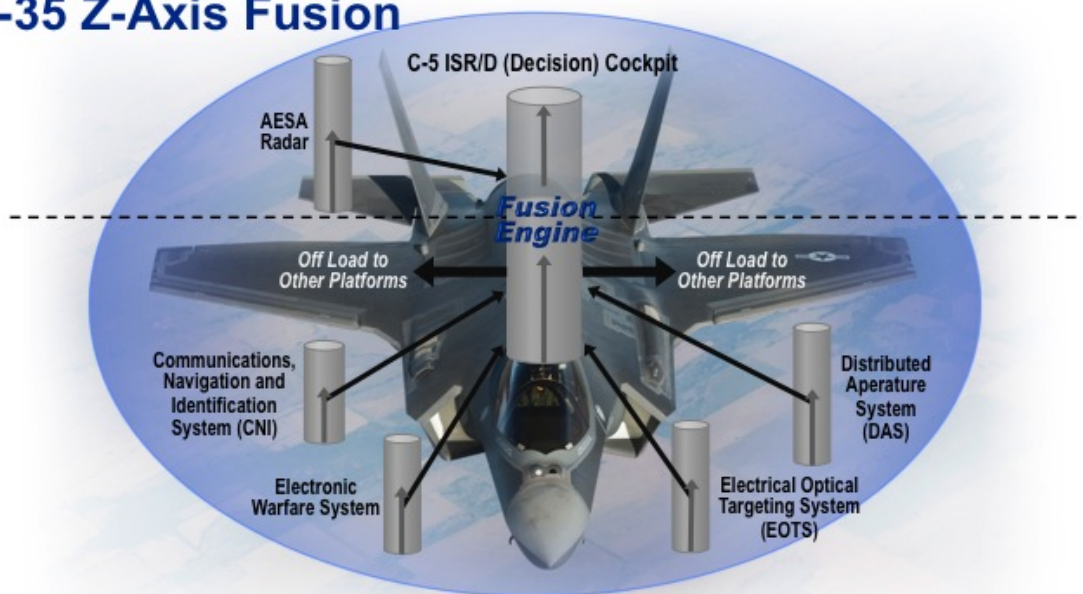 -35 Z-Axis Fusion
C-5 ISR/D (Decision) Cockpit
AESA
Radar
Fusion
Engine
Off Load to
Other Platforms
Off Load to
Other Platforms
Communications,
Navigation and
Identification
System (CNI)
Distributed
Aperature
System
(DAS)
Electronic
Warfare System
Electrical Optical
Targeting System
(EOTS)